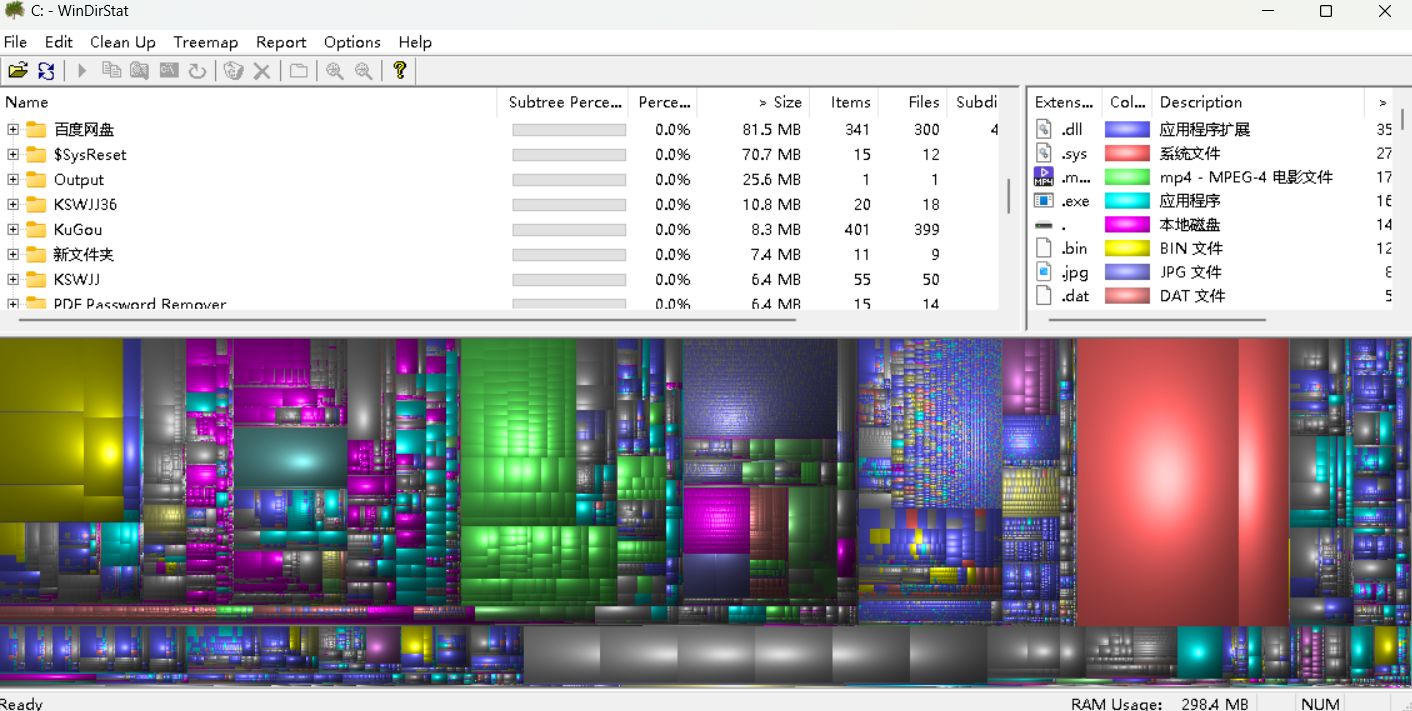 C: - WinDirStat
File Edit Clean Up Treemap Report Options Help
Name Subtree Perce... Perce... > Size Items Files Subdi
百度网盘 0.0% 81.5 MB 341 300 4
$SysReset 0.0% 70.7 MB 15 12
Output 0.0% 25.6 MB 1 1
KSWJJ36 0.0% 10.8 MB 20 18
KuGou 0.0% 8.3 MB 401 399
新文件夹 0.0% 7.4 MB 11 9
KSWJJ 0.0% 6.4 MB 55 50
PDF Password Remover 0.0% 6.4 MB 15 14
Extens... Col... Description >
.dll 应用程序扩展 35
.sys 系统文件 27
MP4 .m... mp4 - MPEG-4 电影文件 17
.exe 应用程序 16
. 本地磁盘 14
.bin BIN 文件 12
.jpg JPG 文件 8
.dat DAT 文件 5
Ready RAM Usage: 298.4 MB NUM